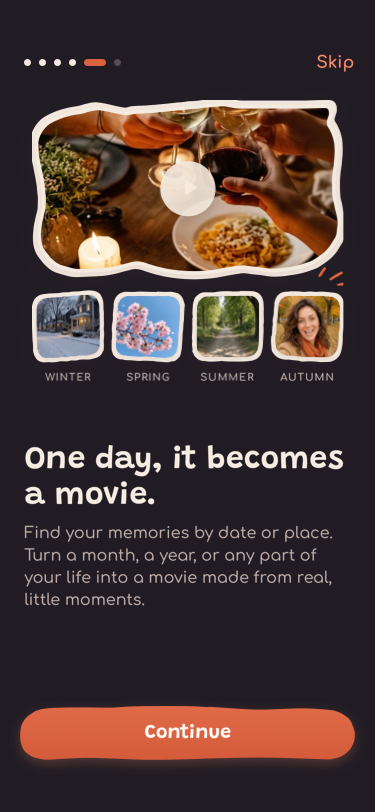 Skip
WINTER
SPRING
SUMMER
AUTUMN
One day, it becomes
a movie.
Find your memories by date or place.
Turn a month, a year, or any part of
your life into a movie made from real,
little moments.
Continue